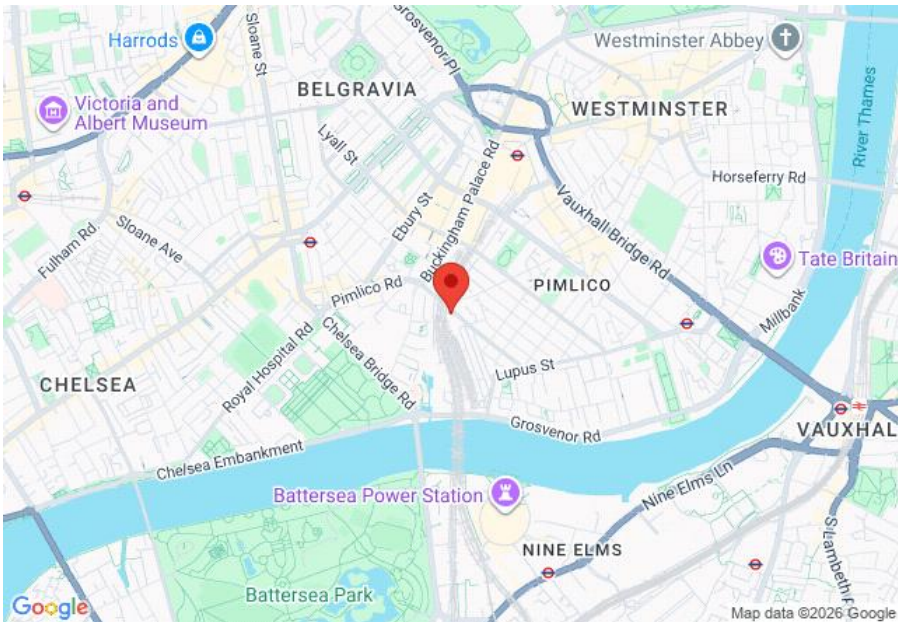 Harrods
Sloane St
Grosvenor Pl
Westminster Abbey
BELGRAVIA
WESTMINSTER
Victoria and
Albert Museum
River Thames
Lyall St
Buckingham Palace Rd
Horseferry Rd
Ebury St
Vauxhall Bridge Rd
Fulham Rd
Sloane Ave
Tate Britain
Pimlico Rd
PIMLICO
Millbank
Royal Hospital Rd
Chelsea Bridge Rd
Lupus St
CHELSEA
Grosvenor Rd
VAUXHAL
Chelsea Embankment
Nine Elms Ln
Battersea Power Station
S Lambeth R
NINE ELMS
Battersea Park
Google
Map data ©2026 Google